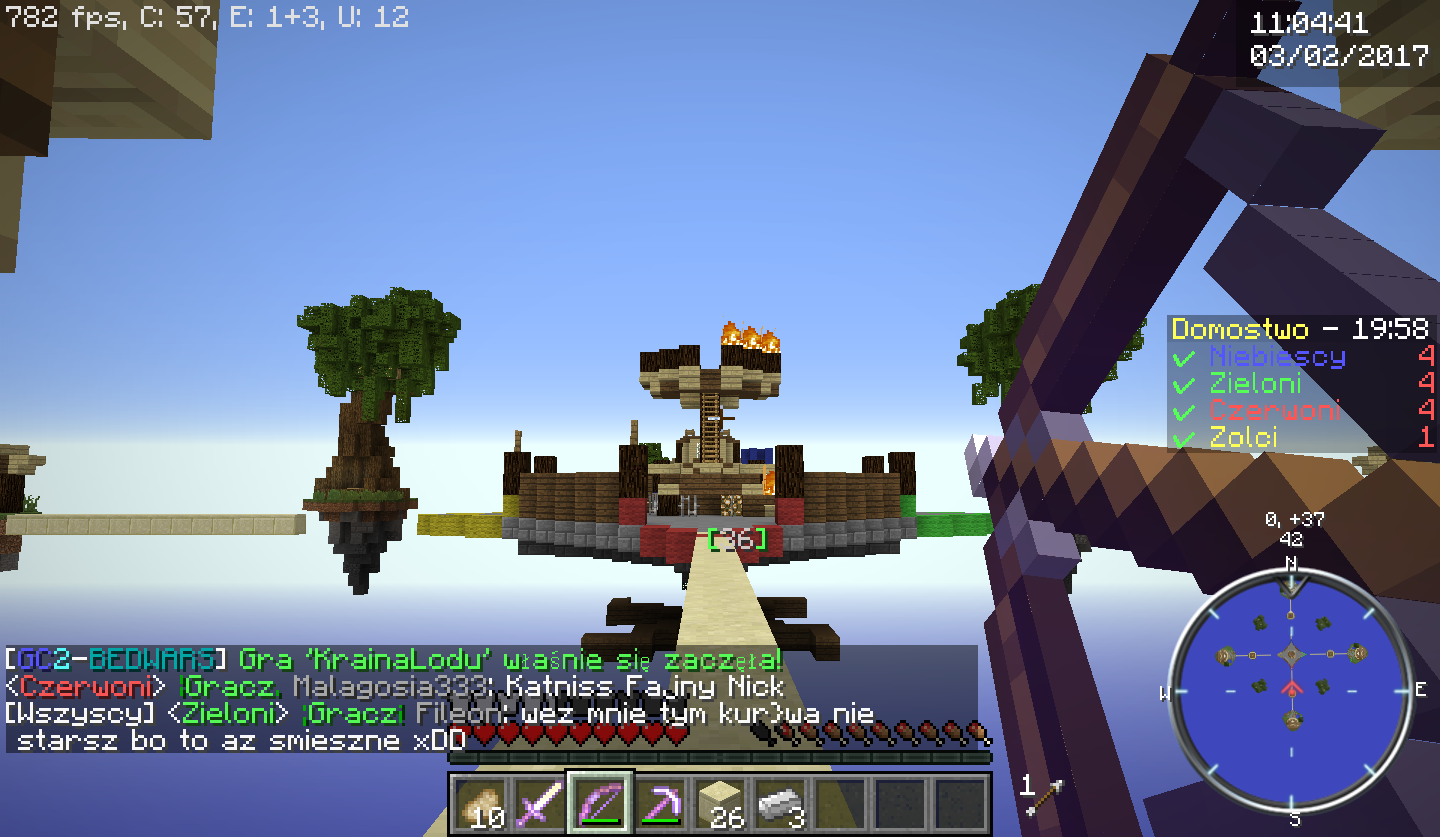 782 fps, C: 57, E: 1+3, U: 12
11:04:41
03/02/2017
Domostwo - 19:58
✓ Niebiescy 4
✓ Zieloni 4
✓ Czerwoni 4
✓ Zolci 1
[36]
0, +37
42
N
W
E
S
[GC2-BEDWARS] Gra 'KrainaLodu' właśnie się zaczęła!
<Czerwoni> ¦Gracz¦ Malagosia333: Katniss Fajny Nick
[Wszyscy] <Zieloni> ¦Gracz¦ Fileon: wez mnie tym kur)wa nie
starsz bo to az smieszne xDD
10
26
3
1